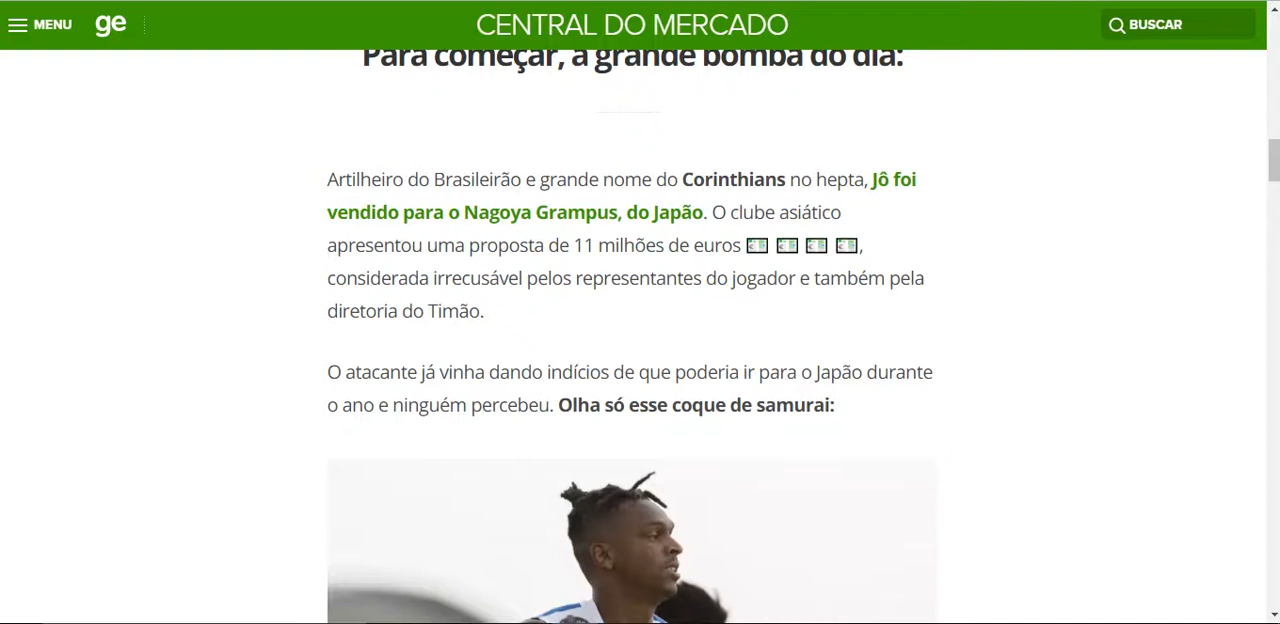 MENU ge CENTRAL DO MERCADO BUSCAR
Para começar, a grande bomba do dia:
Artilheiro do Brasileirão e grande nome do Corinthians no hepta, Jô foi
vendido para o Nagoya Grampus, do Japão. O clube asiático
apresentou uma proposta de 11 milhões de euros 💶 💶 💶 💶,
considerada irrecusável pelos representantes do jogador e também pela
diretoria do Timão.
O atacante já vinha dando indícios de que poderia ir para o Japão durante
o ano e ninguém percebeu. Olha só esse coque de samurai: